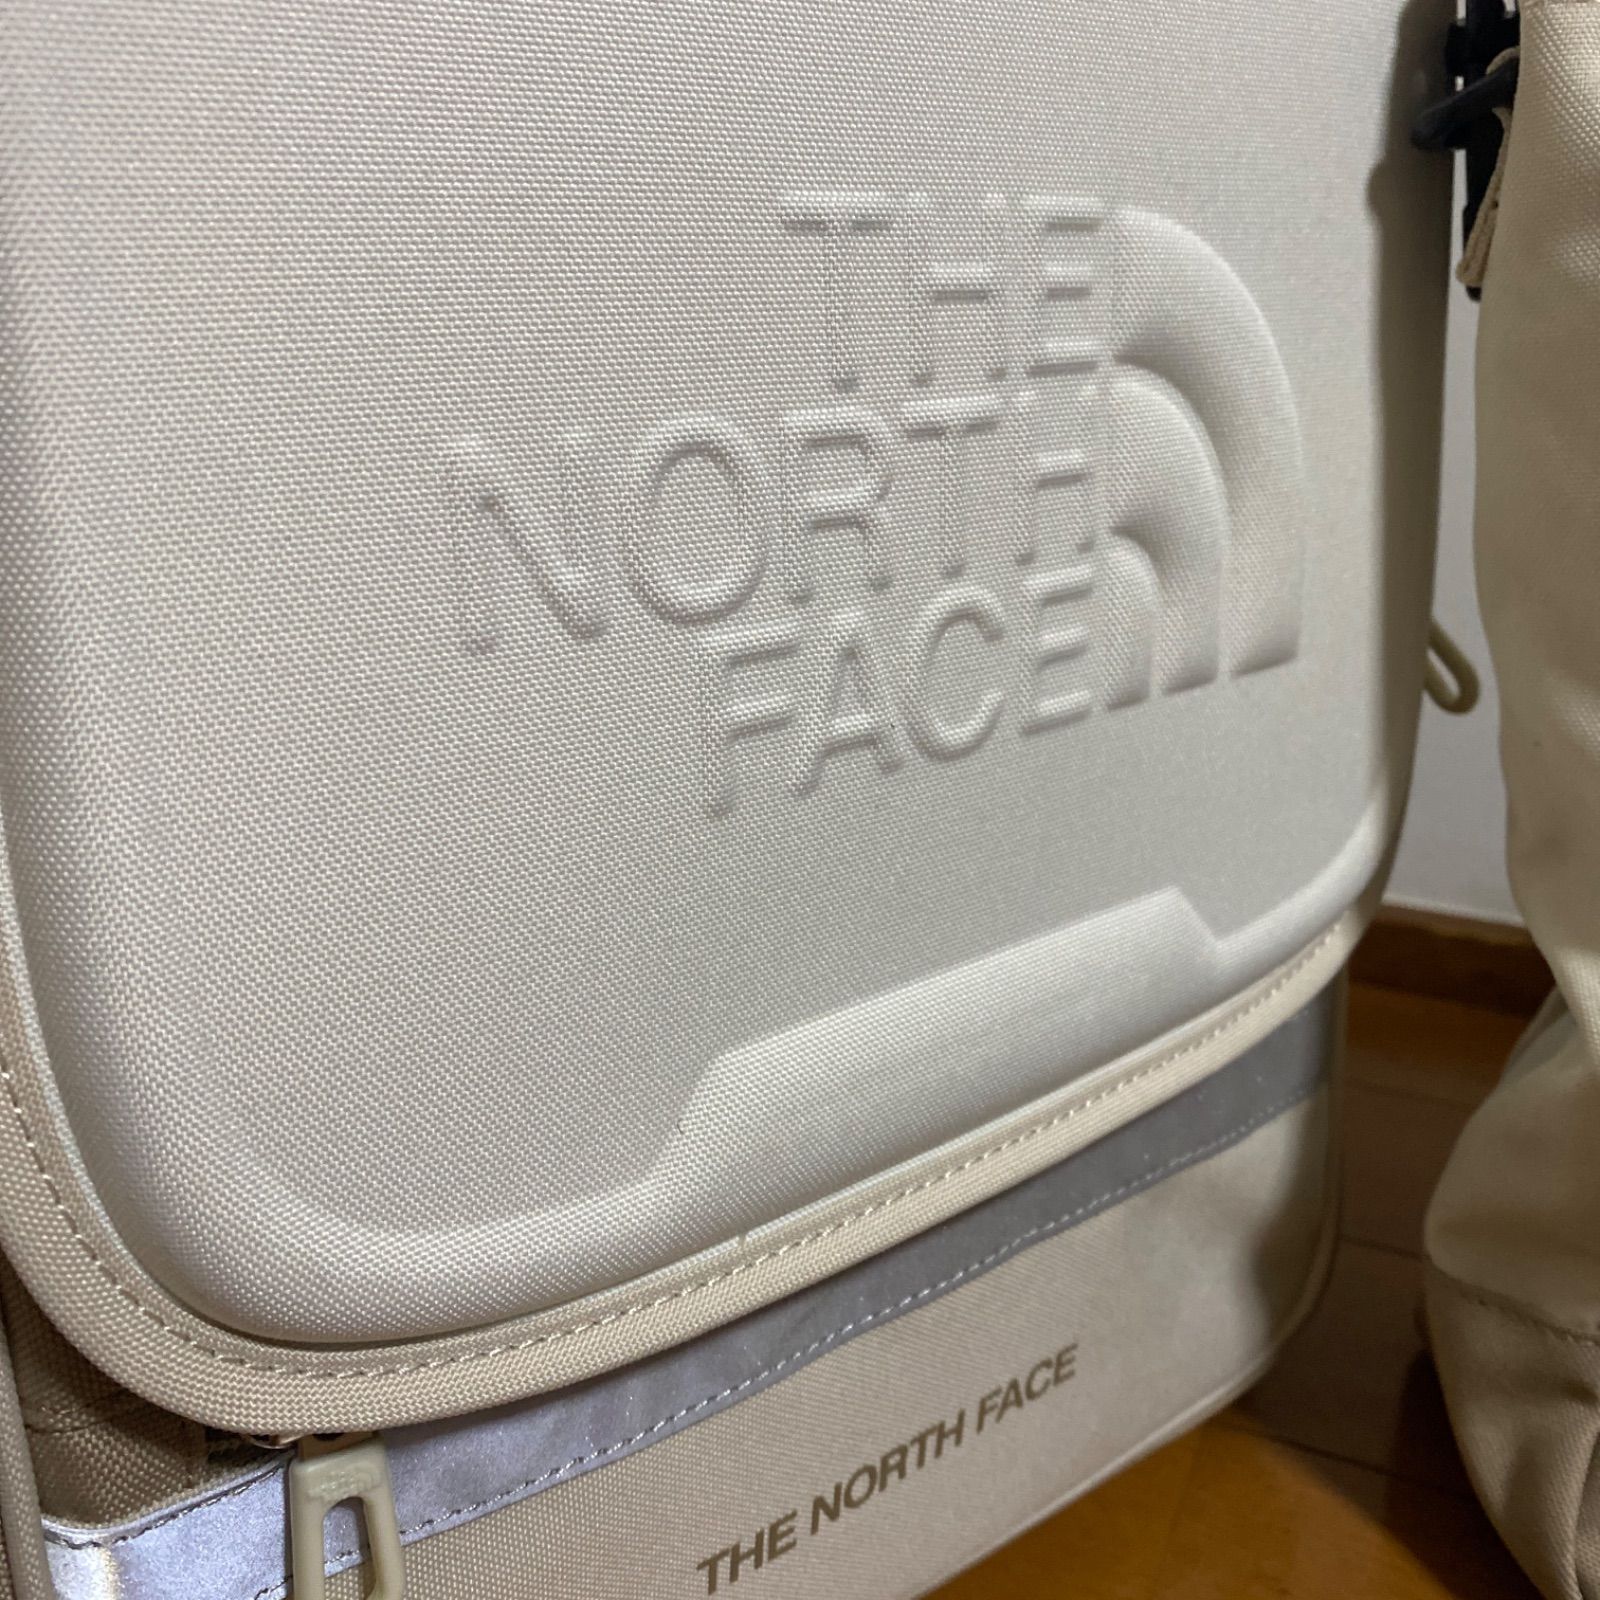 THE
NORTH
FACE
THE NORTH FACE